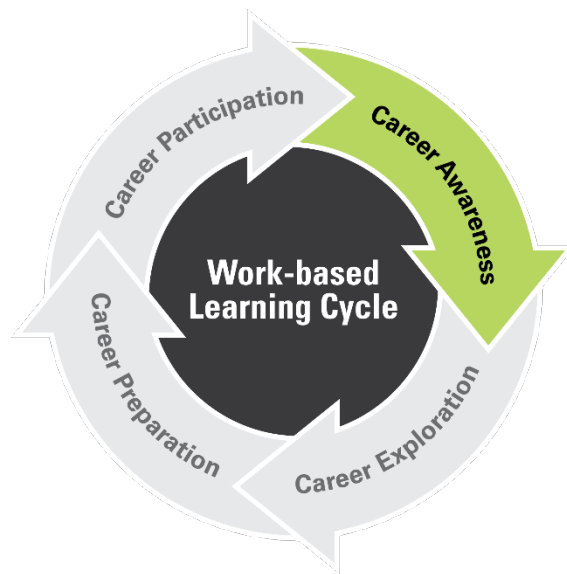 Career Participation
Career Awareness
Work-based
Learning Cycle
Career Preparation
Career Exploration